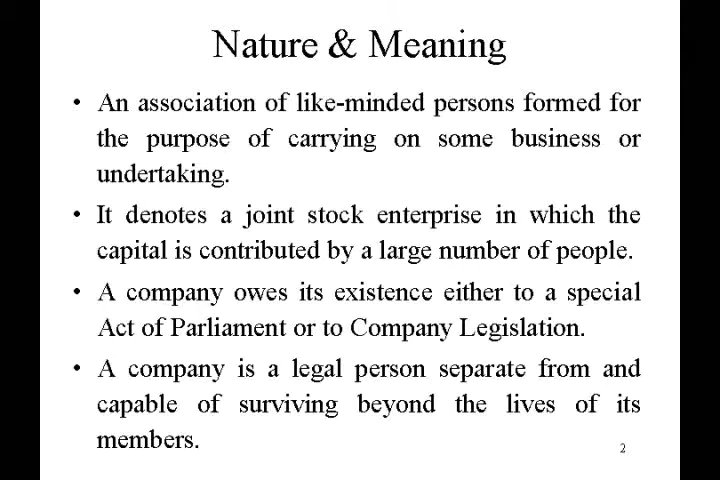 Nature & Meaning
• An association of like-minded persons formed for
the purpose of carrying on some business or
undertaking.
• It denotes a joint stock enterprise in which the
capital is contributed by a large number of people.
• A company owes its existence either to a special
Act of Parliament or to Company Legislation.
• A company is a legal person separate from and
capable of surviving beyond the lives of its
members.
2